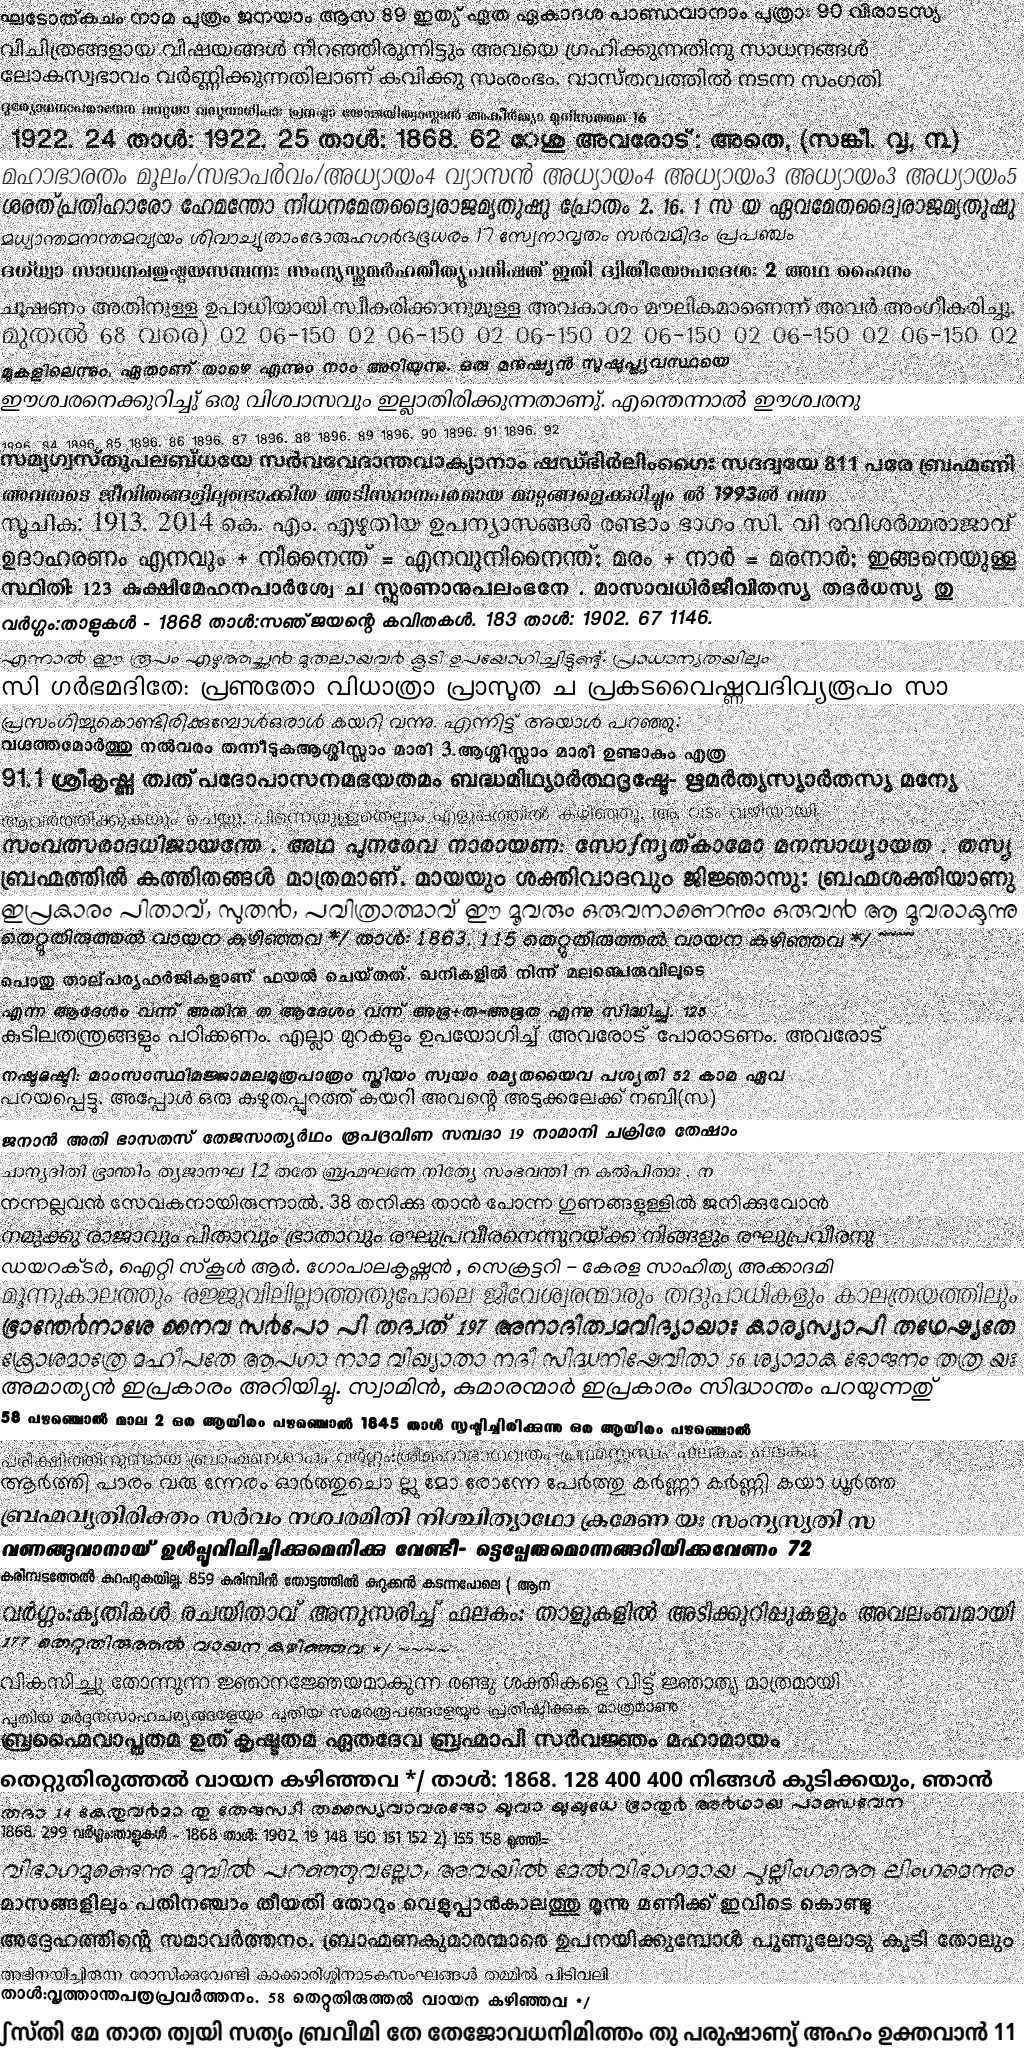 ഘടോത്കചം നാമ പുത്രം ജനയാം ആസ 89 ഇത്യ് ഏത ഏകാദശ പാണ്ഡവാനാം പുത്രാഃ 90 വിരാടസ്യ
വിചിത്രങ്ങളായ വിഷയങ്ങൾ നിറഞ്ഞിരുന്നിട്ടും അവയെ ഗ്രഹിക്കുന്നതിനു സാധനങ്ങൾ
ലോകസ്വഭാവം വർണ്ണിക്കുന്നതിലാണ് കവിക്കു സംരംഭം. വാസ്തവത്തിൽ നടന്ന സംഗതി
16
1922. 24 താൾ: 1922. 25 താൾ: 1868. 62 േശു അവരോട്: അതെ, (സങ്കീ. വൃ, ൻ)
മഹാഭാരതം മൂലം/സഭാപർവം/അധ്യായം4 വ്യാസൻ അധ്യായം4 അധ്യായം3 അധ്യായം3 അധ്യായം5
ശരത്പ്രതിഹാരോ ഹേമന്തോ നിധനമേതദ്വൈരാജമൃതുഷു പ്രോതം 2. 16. 1 സ യ ഏവമേതദ്വൈരാജമൃതുഷു
മധ്യാന്തമനന്തമവ്യയം ശിവാച്യുതാംഭോരുഹഗർഭഭൂധരം 17 സ്വേനാവൃതം സർവമിദം പ്രപഞ്ചം
ദഗ്ധ്വാ സാധനചതുഷ്ടയസമ്പന്നഃ സംന്യസ്തുമർഹതീത്യുപനിഷത് ഇതി ദ്വിതീയോപദേശഃ 2 അഥ ഹൈനം
ചൂഷണം അതിനുള്ള ഉപാധിയായി സ്വീകരിക്കാനുമുള്ള അവകാശം മൗലികമാണെന്ന് അവർ അംഗീകരിച്ചു.
മുതൽ 68 വരെ) 02 06-150 02 06-150 02 06-150 02 06-150 02 06-150 02 06-150 02
മുകളിലെന്നും. ഏതാണ് താഴെ എന്നും നാം അറിയുന്നു. ഒരു മനുഷ്യൻ സുഷുപ്ത്യവസ്ഥയെ
ഈശ്വരനെക്കുറിച്ചു് ഒരു വിശ്വാസവും ഇല്ലാതിരിക്കുന്നതാണു്. എന്തെന്നാൽ ഈശ്വരനു
1896. 84 1896. 85 1896. 86 1896. 87 1896. 88 1896. 89 1896. 90 1896. 91 1896. 92
സമ്യഗ്വസ്തൂപലബ്ധയേ സർവവേദാന്തവാക്യാനാം ഷഡ്ഭിർലിംഗൈഃ സദദ്വയേ 811 പരേ ബ്രഹ്മണി
അവരുടെ ജീവിതങ്ങളിലുണ്ടാക്കിയ അടിസ്ഥാനപരമായ മാറ്റങ്ങളെക്കുറിച്ചും ൽ 1993ൽ വന്ന
സൂചിക: 1913. 2014 കെ. എം. എഴുതിയ ഉപന്യാസങ്ങൾ രണ്ടാം ഭാഗം സി. വി രവിശർമ്മരാജാവ്
ഉദാഹരണം എനവും + നിനൈന്ത് = എനവുനിനൈന്ത്; മരം + നാർ = മരനാർ; ഇങ്ങനെയുള്ള
സ്ഥിതിഃ 123 കുക്ഷിമേഹനപാർശ്വേ ച സ്ഫുരണാനുപലംഭനേ . മാസാവധിർജീവിതസ്യ തദർധസ്യ തു
വർഗ്ഗം:താളുകൾ - 1868 താൾ:സഞ്ജയന്റെ കവിതകൾ. 183 താൾ: 1902. 67 1146.
എന്നാൽ ഈ രൂപം എഴുത്തച്ഛൻ മുതലായവർ കൂടി ഉപയോഗിച്ചിട്ടുണ്ടു്. പ്രാധാന്യതയിലും
സി ഗർഭമദിതേ: പ്രണുതോ വിധാത്രാ പ്രാസൂത ച പ്രകടവൈഷ്ണവദിവ്യരൂപം സാ
പ്രസംഗിച്ചുകൊണ്ടിരിക്കുമ്പോൾഒരാൾ കയറി വന്നു. എന്നിട്ട് അയാൾ പറഞ്ഞു:
വൃദ്ധത്തമോർത്തു നൽവരം തന്നീടുകആശ്ശിസ്സാം മാരി 3.ആശ്ശിസ്സാം മാരി ഉണ്ടാകും എത്ര
91.1 ശ്രീകൃഷ്ണ ത്വത്പദോപാസനമഭയതമം ബദ്ധമിഥ്യാർത്ഥദൃഷ്ടേ- ഋമർത്യസ്യാർതസ്യ മന്യേ
ആവർത്തിക്കുകയും ചെയ്തു. പിന്നെയുള്ളതെല്ലാം എളുപ്പത്തിൽ കഴിഞ്ഞു. ആ വടം വഴിയായി
സംവത്സരാദധിജായന്തേ . അഥ പുനരേവ നാരായണഃ സോഽന്യത്കാമോ മനസാധ്യായത . തസ്യ
ബ്രഹ്മത്തിൽ കത്തിതങ്ങൾ മാത്രമാണ്. മായയും ശക്തിവാദവും ജിജ്ഞാസു: ബ്രഹ്മശക്തിയാണു
ഇപ്രകാരം പിതാവ്, സുതൻ, പവിത്രാത്മാവ് ഈ മൂവരും ഒരുവനാണെന്നും ഒരുവൻ ആ മൂവരാകുന്നു
തെറ്റുതിരുത്തൽ വായന കഴിഞ്ഞവ */ താൾ: 1863. 115 തെറ്റുതിരുത്തൽ വായന കഴിഞ്ഞവ */ ~~~~
പൊതു താല്പര്യഹർജികളാണ് ഫയൽ ചെയ്തത്. ഖനികളിൽ നിന്ന് മലഞ്ചെരുവിലൂടെ
എന്ന ആദേശം വന്ന് അതിനു ത ആദേശം വന്ന് അഭൂ+ത=അഭൂത എന്നു സിദ്ധിച്ചു. 125
കുടിലതന്ത്രങ്ങളും പഠിക്കണം. എല്ലാ മുറകളും ഉപയോഗിച്ച് അവരോട് പോരാടണം. അവരോട്
നഷ്ടഭഷ്ടി: മാംസാസ്ഥിമജ്ജാമലമൂത്രപാത്രം സ്ത്രിയം സ്വയം രമ്യതയൈവ പശ്യതി 52 കാമ ഏവ
പറയപ്പെട്ടു. അപ്പോൾ ഒരു കഴുതപ്പുറത്ത് കയറി അവന്റെ അടുക്കലേക്ക് നബി(സ)
ജനാൻ അതി ഭാസതസ് തേജസാത്യർഥം രൂപദ്രവിണ സമ്പദാ 19 നാമാനി ചക്രിരേ തേഷാം
ചാന്യദിതി ഭ്രാന്തിം ത്യജാനഘ 12 തതേ ബ്രഹ്മഘനേ നിത്യേ സംഭവന്തി ന കൽപിതാഃ . ന
നന്നല്ലവൻ സേവകനായിരുന്നാൽ. 38 തനിക്കു താൻ പോന്ന ഗുണങ്ങളുള്ളിൽ ജനിക്കുവോൻ
നമുക്കു രാജാവും പിതാവും ഭ്രാതാവും രഘുപ്രവീരനെന്നുറയ്ക്ക നിങ്ങളും രഘുപ്രവീരനു
ഡയറക്ടർ, ഐറ്റി സ്കൂൾ ആർ. ഗോപാലകൃഷ്ണൻ , സെക്രട്ടറി – കേരള സാഹിത്യ അക്കാദമി
മൂന്നുകാലത്തും രജ്ജുവിലില്ലാത്തതുപോലെ ജീവേശ്വരന്മാരും തദുപാധികളും കാലത്രയത്തിലും
ഭ്രാന്തേർനാശേ നൈവ സർപോ പി തദ്വത് 197 അനാദിത്വമവിദ്യായാഃ കാര്യസ്യാപി തഥേഷ്യതേ
ക്രോശമാത്രേ മഹീപതേ ആപഗാ നാമ വിഖ്യാതാ നദീ സിദ്ധനിഷേവിതാ 56 ശ്യാമാക ഭോജനം തത്ര യഃ
അമാത്യൻ ഇപ്രകാരം അറിയിച്ചു. സ്വാമിൻ, കുമാരന്മാർ ഇപ്രകാരം സിദ്ധാന്തം പറയുന്നതു്
58 പഴഞ്ചൊൽ മാല 2 ഒരു ആയിരം പഴഞ്ചൊൽ 1845 താൾ സൃഷ്ടിച്ചിരിക്കുന്നു ഒരു ആയിരം പഴഞ്ചൊൽ
പരീക്ഷിത്തിനുണ്ടായ ബ്രാഹ്മണശാപം വർഗ്ഗം:ശ്രീമഹാഭാഗവതം-പ്രഥമസ്കന്ധം ഫലകം: ഫലകം:
ആർത്തി പാരം വരു ന്നേരം ഓർത്തുചൊ ല്ലു മോ രോന്നേ പേർത്തു കർണ്ണാ കർണ്ണി കയാ ധൂർത്ത
ബ്രഹ്മവ്യതിരിക്തം സർവം നശ്വരമിതി നിശ്ചിത്യാഥോ ക്രമേണ യഃ സംന്യസ്യതി സ
വണങ്ങുവാനായ് ഉൾപ്പൂവിലിച്ഛിക്കുമെനിക്കു വേണ്ടീ- ട്ടെപ്പേരുമൊന്നങ്ങറിയിക്കവേണം 72
കരിമ്പടത്തേൽ കുറപറ്റുകയില്ല. 859 കരിമ്പിൻ തോട്ടത്തിൽ കുറുക്കൻ കടന്നപോലെ ( ആന
വർഗ്ഗം:കൃതികൾ രചയിതാവ് അനുസരിച്ച് ഫലകം: താളുകളിൽ അടിക്കുറിപ്പുകളും അവലംബമായി
177 തെറ്റുതിരുത്തൽ വായന കഴിഞ്ഞവ */ ~~~~
വികസിച്ചു തോന്നുന്ന ജ്ഞാനജ്ഞേയമാകുന്ന രണ്ടു ശക്തികളെ വിട്ട് ജ്ഞാതൃ മാത്രമായി
പുതിയ മർദ്ദനസാഹചര്യങ്ങളേയും പുതിയ സമരരൂപങ്ങളേയും പ്രതിഷ്ഠിക്കുക മാത്രമാണു
ബ്രഹ്മൈവാപ്നുതമ ഉത് കൃഷ്ടതമ ഏതദേവ ബ്രഹ്മാപി സർവജ്ഞം മഹാമായം
തെറ്റുതിരുത്തൽ വായന കഴിഞ്ഞവ */ താൾ: 1868. 128 400 400 നിങ്ങൾ കുടിക്കയും, ഞാൻ
തദാ 14 കേതുവർമാ തു തേജസ്വീ തസ്യൈവാവരജോ യുവാ യുയുധേ ഭ്രാതുർ അർഥായ പാണ്ഡവേന
1868. 299 വർഗ്ഗം:താളുകൾ - 1868 താൾ: 1902. 19 148 150 151 152 2) 155 158 മുത്തി=
വിഭാഗമുണ്ടെന്നു മുമ്പിൽ പറഞ്ഞുവല്ലോ, അവയിൽ മേൽവിഭാഗമായ പുല്ലിംഗത്തെ ലിംഗമെന്നും
മാസങ്ങളിലും പതിനഞ്ചാം തീയതി തോറും വെളുപ്പാൻകാലത്തു മൂന്നു മണിക്ക് ഇവിടെ കൊണ്ടു
അദ്ദേഹത്തിന്റെ സമാവർത്തനം. ബ്രാഹ്മണകുമാരന്മാരെ ഉപനയിക്കുമ്പോൾ പൂണൂലോടു കൂടി തോലും
അഭിനയിച്ചിരുന്ന റോസിക്കുവേണ്ടി കാക്കാരിശ്ശിനാടകസംഘങ്ങൾ തമ്മിൽ പിടിവലി
താൾ:വൃത്താന്തപത്രപ്രവർത്തനം. 58 തെറ്റുതിരുത്തൽ വായന കഴിഞ്ഞവ */
ഽസ്തി മേ താത ത്വയി സത്യം ബ്രവീമി തേ തേജോവധനിമിത്തം തു പരുഷാണ്യ് അഹം ഉക്തവാൻ 11